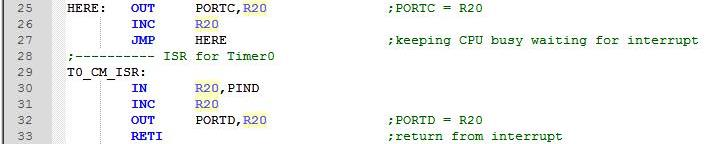 25 HERE: OUT PORTC,R20 ;PORTC = R20
26 INC R20
27 JMP HERE ;keeping CPU busy waiting for interrupt
28 ;---------- ISR for Timer0
29 T0_CM_ISR:
30 IN R20,PIND
31 INC R20
32 OUT PORTD,R20 ;PORTD = R20
33 RETI ;return from interrupt